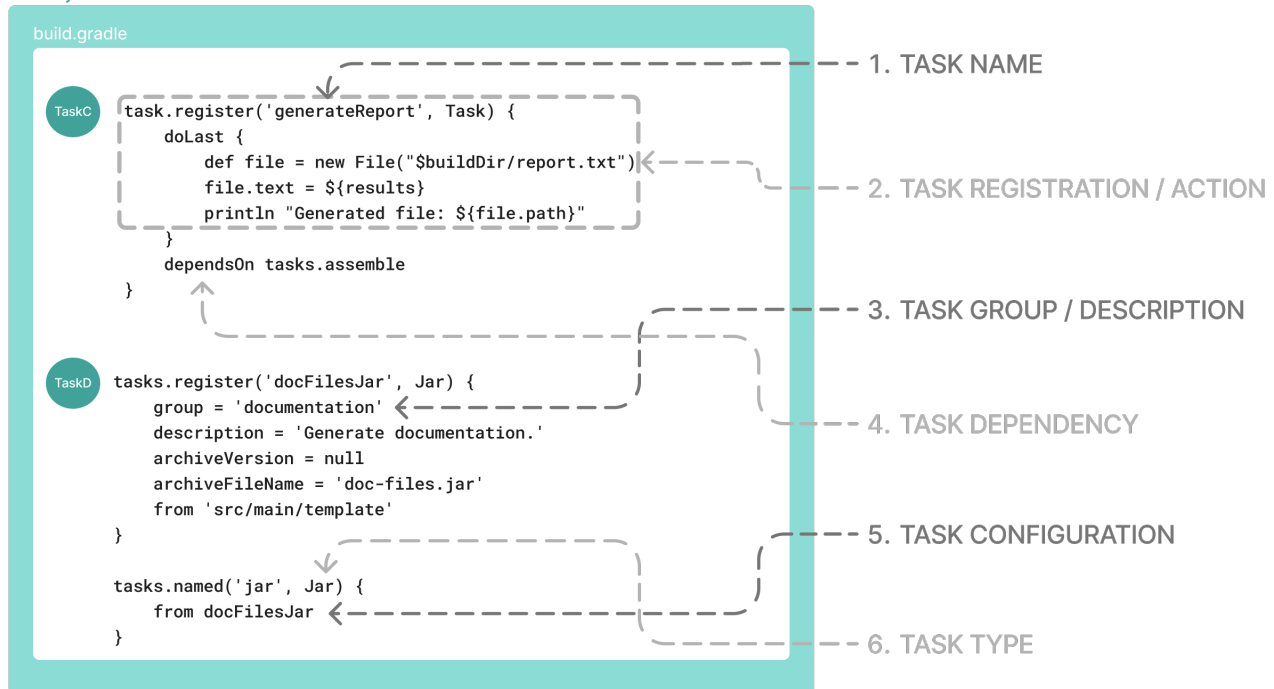 build.gradle
1. TASK NAME
TaskC
task.register('generateReport', Task) {
doLast {
def file = new File("$buildDir/report.txt")
file.text = ${results}
println "Generated file: ${file.path}"
}
dependsOn tasks.assemble
}
2. TASK REGISTRATION / ACTION
3. TASK GROUP / DESCRIPTION
TaskD
tasks.register('docFilesJar', Jar) {
group = 'documentation'
description = 'Generate documentation.'
archiveVersion = null
archiveFileName = 'doc-files.jar'
from 'src/main/template'
}
4. TASK DEPENDENCY
5. TASK CONFIGURATION
tasks.named('jar', Jar) {
from docFilesJar
}
6. TASK TYPE